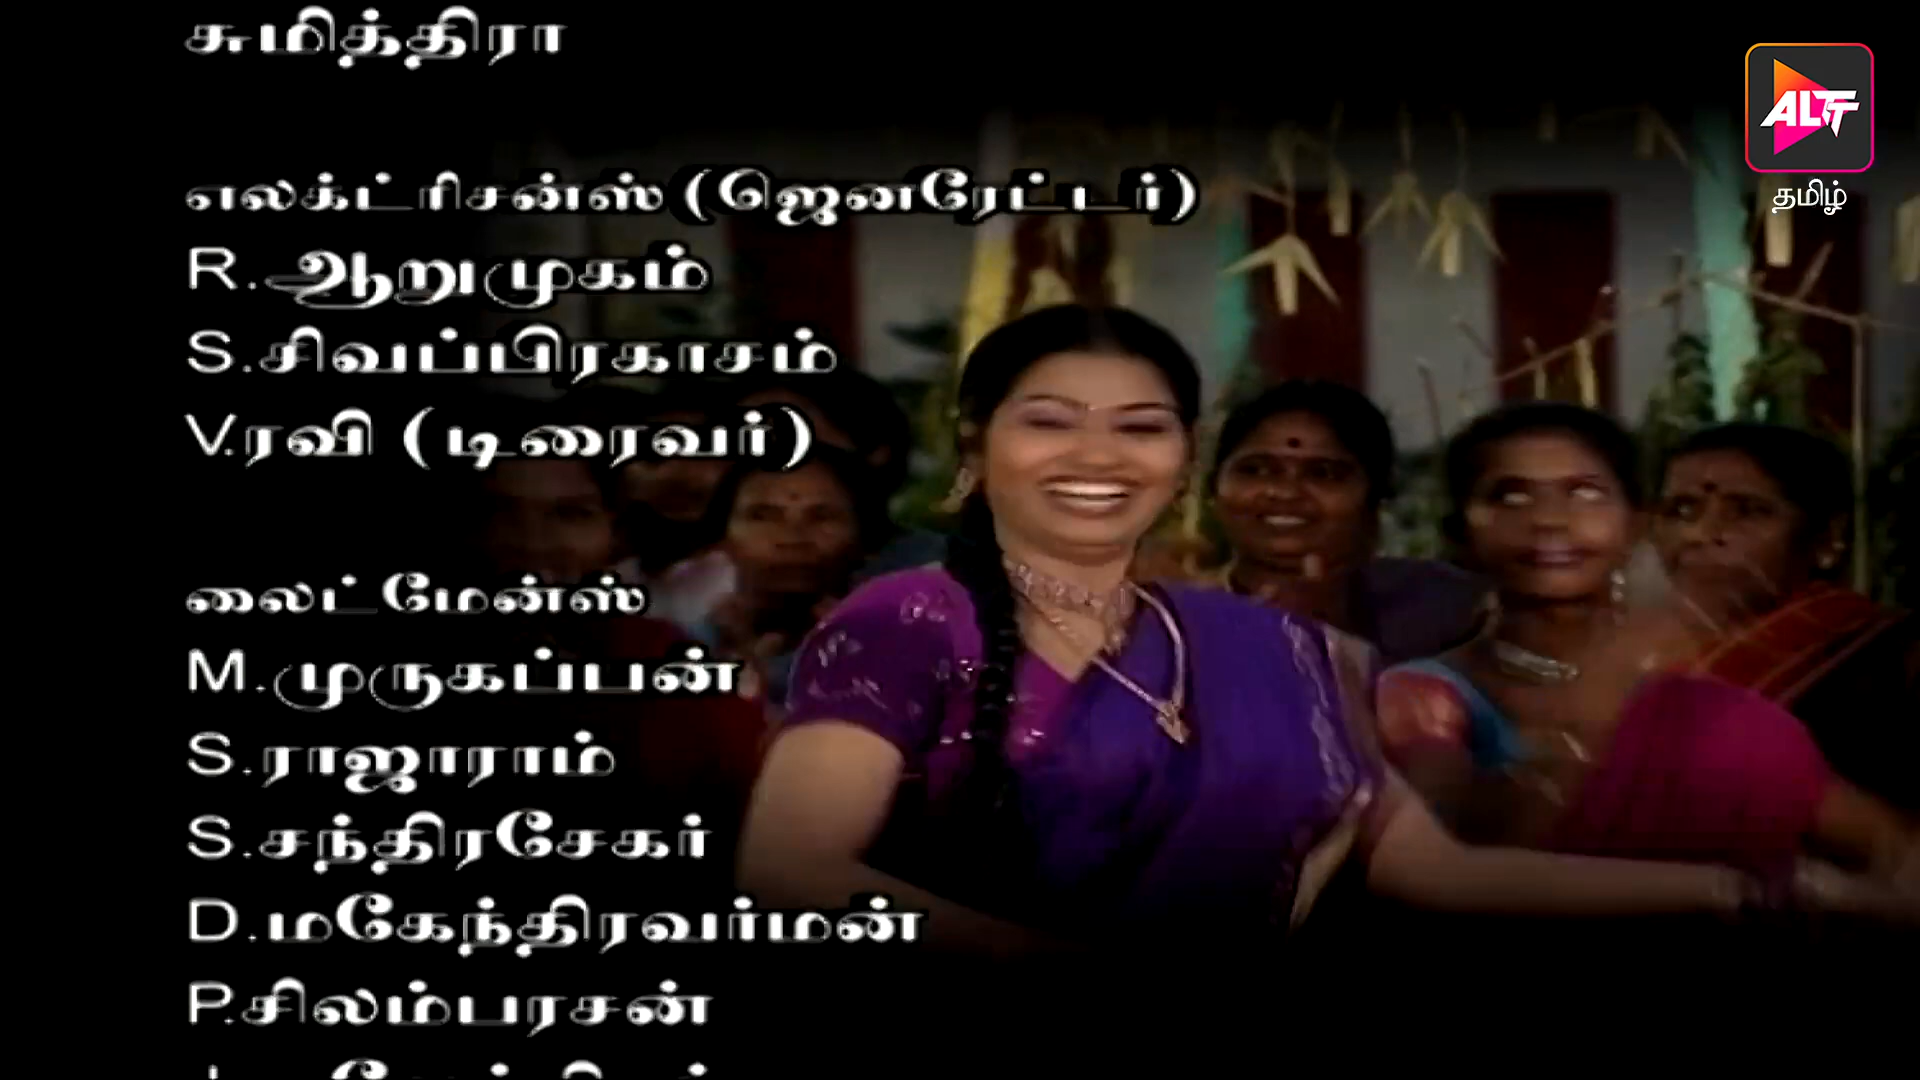 சுமித்திரா
எலக்ட்ரிசன்ஸ் (ஜெனரேட்டர்)
R.ஆறுமுகம்
S.சிவப்பிரகாசம்
V.ரவி (டிரைவர்)
லைட்மேன்ஸ்
M.முருகப்பன்
S.ராஜாராம்
S.சந்திரசேகர்
D.மகேந்திரவர்மன்
P.சிலம்பரசன்
ALTT
தமிழ்